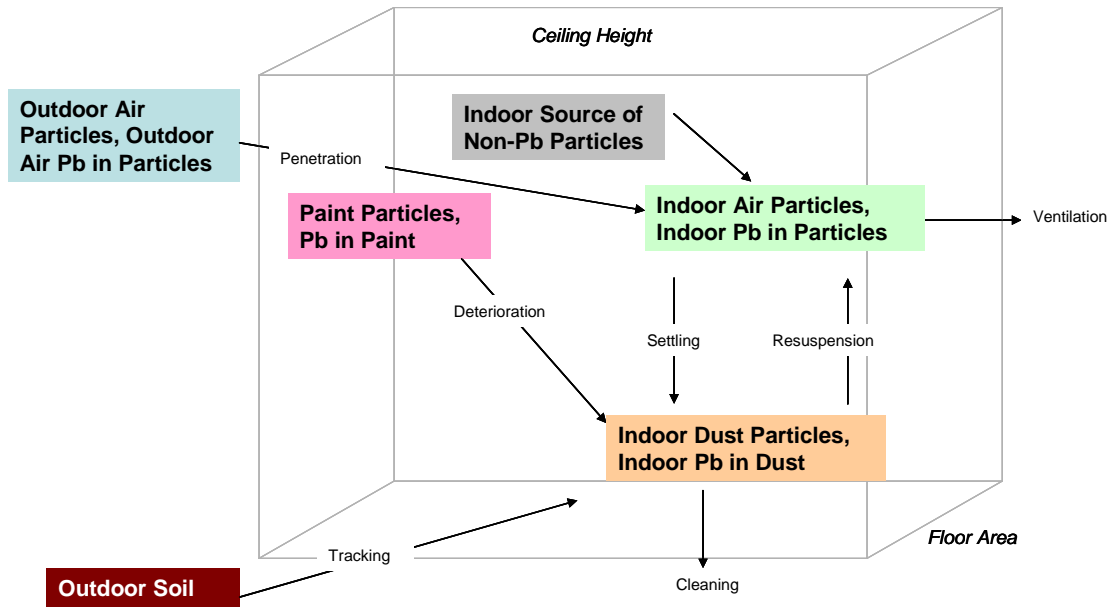 Ceiling Height
Outdoor Air
Particles, Outdoor
Air Pb in Particles
Indoor Source of
Non-Pb Particles
Penetration
Paint Particles,
Pb in Paint
Indoor Air Particles,
Indoor Pb in Particles
Ventilation
Deterioration
Settling
Resuspension
Indoor Dust Particles,
Indoor Pb in Dust
Floor Area
Tracking
Outdoor Soil
Cleaning